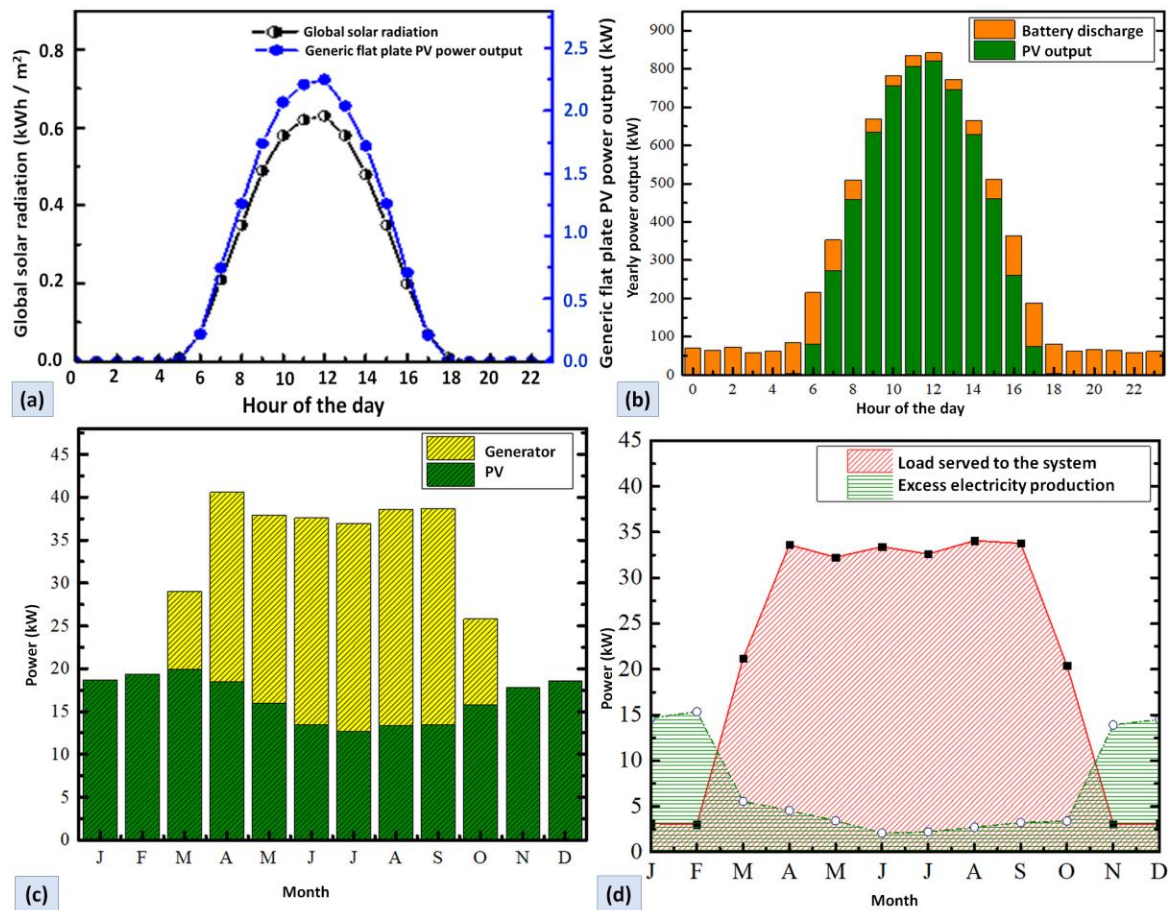 Global solar radiation
Generic flat plate PV power output
Global solar radiation (kWh / m²)
0.8
0.6
0.4
0.2
0.0
2.5
2.0
1.5
1.0
0.5
0.0
Generic flat plate PV power output (kW)
0 2 4 6 8 10 12 14 16 18 20 22
Hour of the day
(a)
Battery discharge
PV output
Yearly power output (kW)
900
800
700
600
500
400
300
200
100
0
0 2 4 6 8 10 12 14 16 18 20 22
Hour of the day
(b)
Generator
PV
Power (kW)
45
40
35
30
25
20
15
10
5
0
J F M A M J J A S O N D
Month
(c)
Load served to the system
Excess electricity production
Power (kW)
45
40
35
30
25
20
15
10
5
0
J F M A M J J A S O N D
Month
(d)